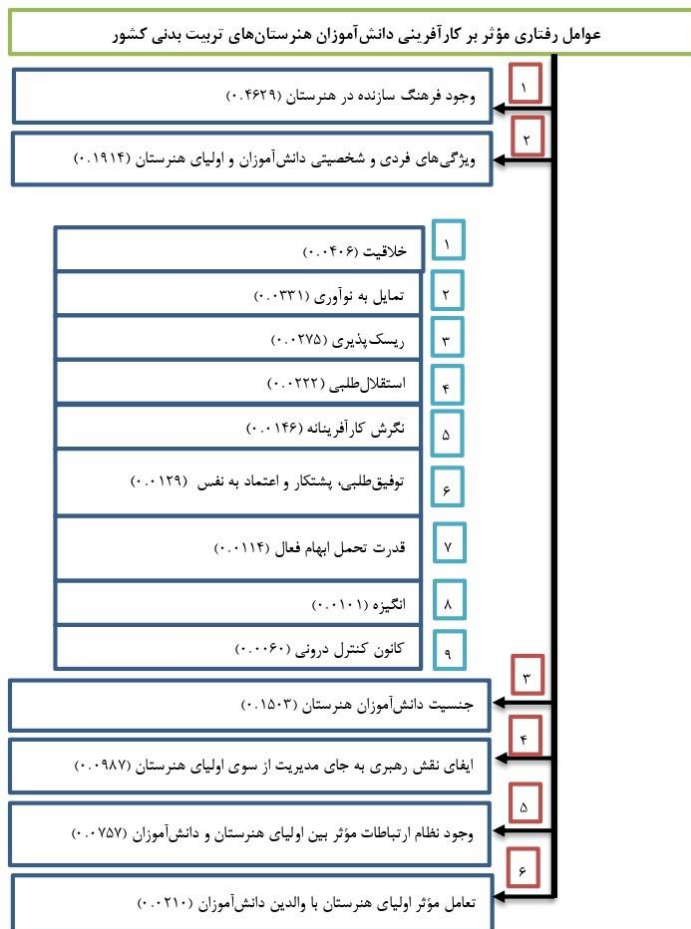 عوامل رفتاری مؤثر بر کارآفرینی دانش‌آموزان هنرستان‌های تربیت بدنی کشور
۱
وجود فرهنگ سازنده در هنرستان (۰.۴۶۲۹)
۲
ویژگی‌های فردی و شخصیتی دانش‌آموزان و اولیای هنرستان (۰.۱۹۱۴)
۱
خلاقیت (۰.۰۴۰۶)
۲
تمایل به نوآوری (۰.۰۳۳۱)
۳
ریسک‌پذیری (۰.۰۲۷۵)
۴
استقلال‌طلبی (۰.۰۲۲۲)
۵
نگرش کارآفرینانه (۰.۰۱۴۶)
۶
توفیق‌طلبی، پشتکار و اعتماد به نفس (۰.۰۱۲۹)
۷
قدرت تحمل ابهام فعال (۰.۰۱۱۴)
۸
انگیزه (۰.۰۱۰۱)
۹
کانون کنترل درونی (۰.۰۰۶۰)
۳
جنسیت دانش‌آموزان هنرستان (۰.۱۵۰۳)
۴
ایفای نقش رهبری به جای مدیریت از سوی اولیای هنرستان (۰.۰۹۸۷)
۵
وجود نظام ارتباطات مؤثر بین اولیای هنرستان و دانش‌آموزان (۰.۰۷۵۷)
۶
تعامل مؤثر اولیای هنرستان با والدین دانش‌آموزان (۰.۰۲۱۰)